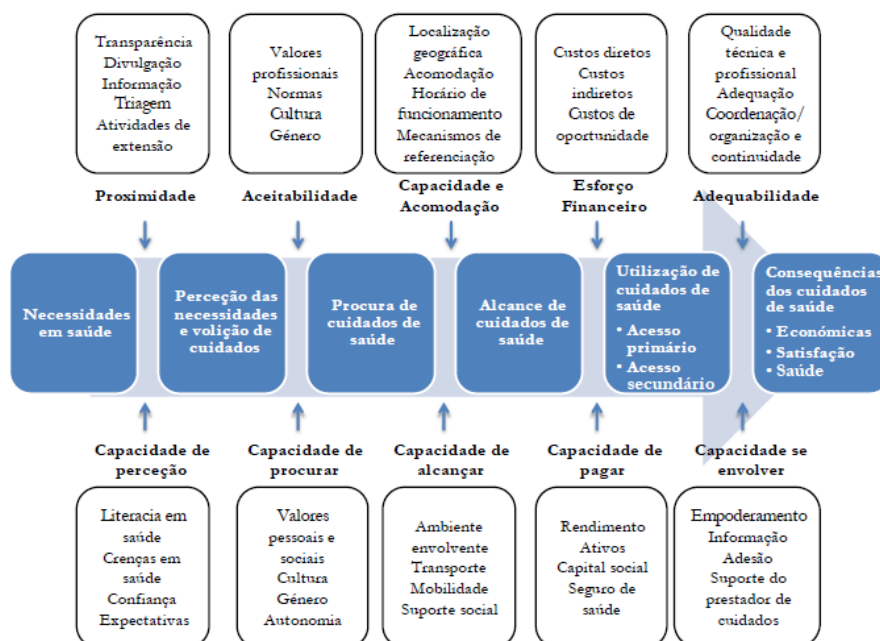 Transparência
Divulgação
Informação
Triagem
Atividades de
extensão
Valores
profissionais
Normas
Cultura
Género
Localização
geográfica
Acomodação
Horário de
funcionamento
Mecanismos de
referenciação
Custos diretos
Custos
indiretos
Custos de
oportunidade
Qualidade
técnica e
profissional
Adequação
Coordenação/
organização e
continuidade
Proximidade
Aceitabilidade
Capacidade e
Acomodação
Esforço
Financeiro
Adequabilidade
Necessidades
em saúde
Perceção das
necessidades
e volição de
cuidados
Procura de
cuidados de
saúde
Alcance de
cuidados de
saúde
Utilização de
cuidados de
saúde
• Acesso
primário
• Acesso
secundário
Consequências
dos cuidados
de saúde
• Económicas
• Satisfação
• Saúde
Capacidade de
perceção
Capacidade de
procurar
Capacidade de
alcançar
Capacidade de
pagar
Capacidade se
envolver
Literacia em
saúde
Crenças em
saúde
Confiança
Expectativas
Valores
pessoais e
sociais
Cultura
Género
Autonomia
Ambiente
envolvente
Transporte
Mobilidade
Suporte social
Rendimento
Ativos
Capital social
Seguro de
saúde
Empoderamento
Informação
Adesão
Suporte do
prestador de
cuidados